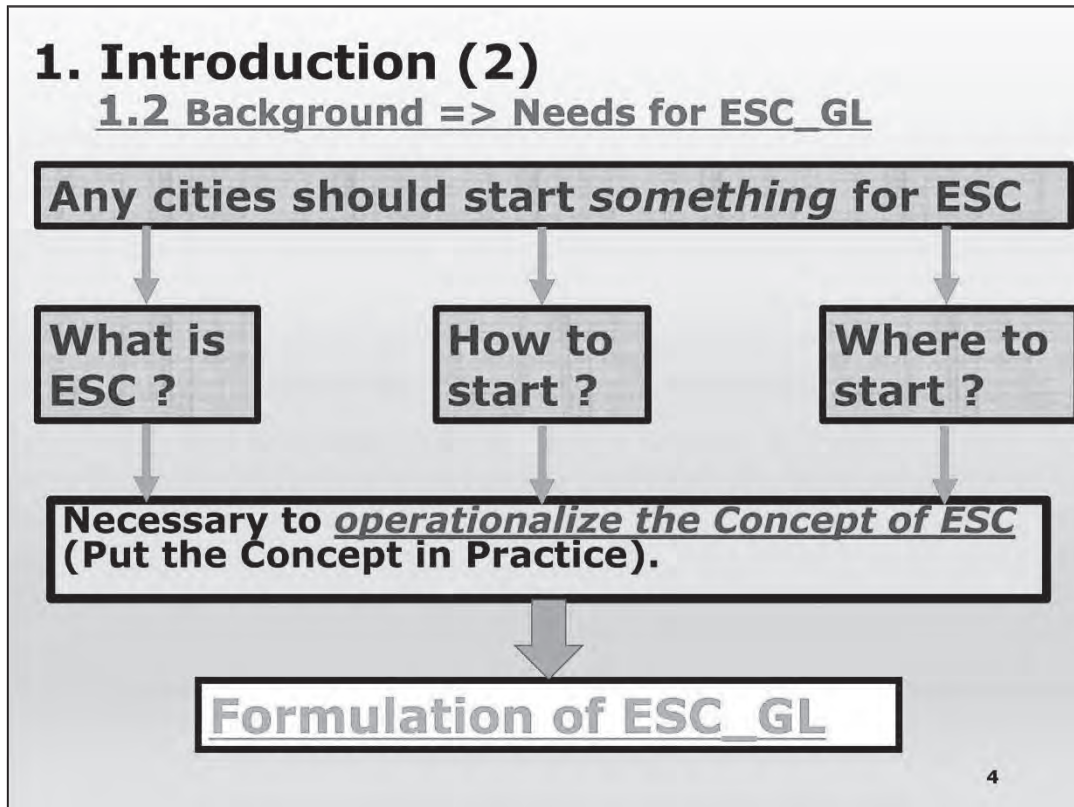 1. Introduction (2)
1.2 Background => Needs for ESC_GL
Any cities should start something for ESC
What is
ESC ?
How to
start ?
Where to
start ?
Necessary to operationalize the Concept of ESC
(Put the Concept in Practice).
Formulation of ESC_GL
4